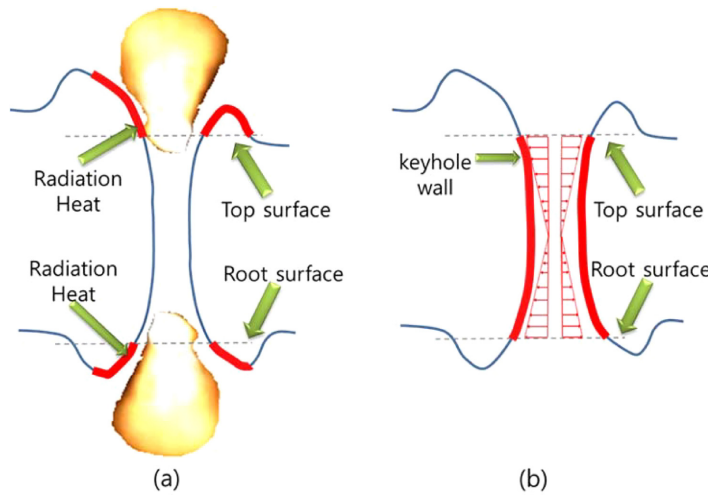 Radiation
Heat
Top surface
Radiation
Heat
Root surface
(a)
keyhole
wall
Top surface
Root surface
(b)